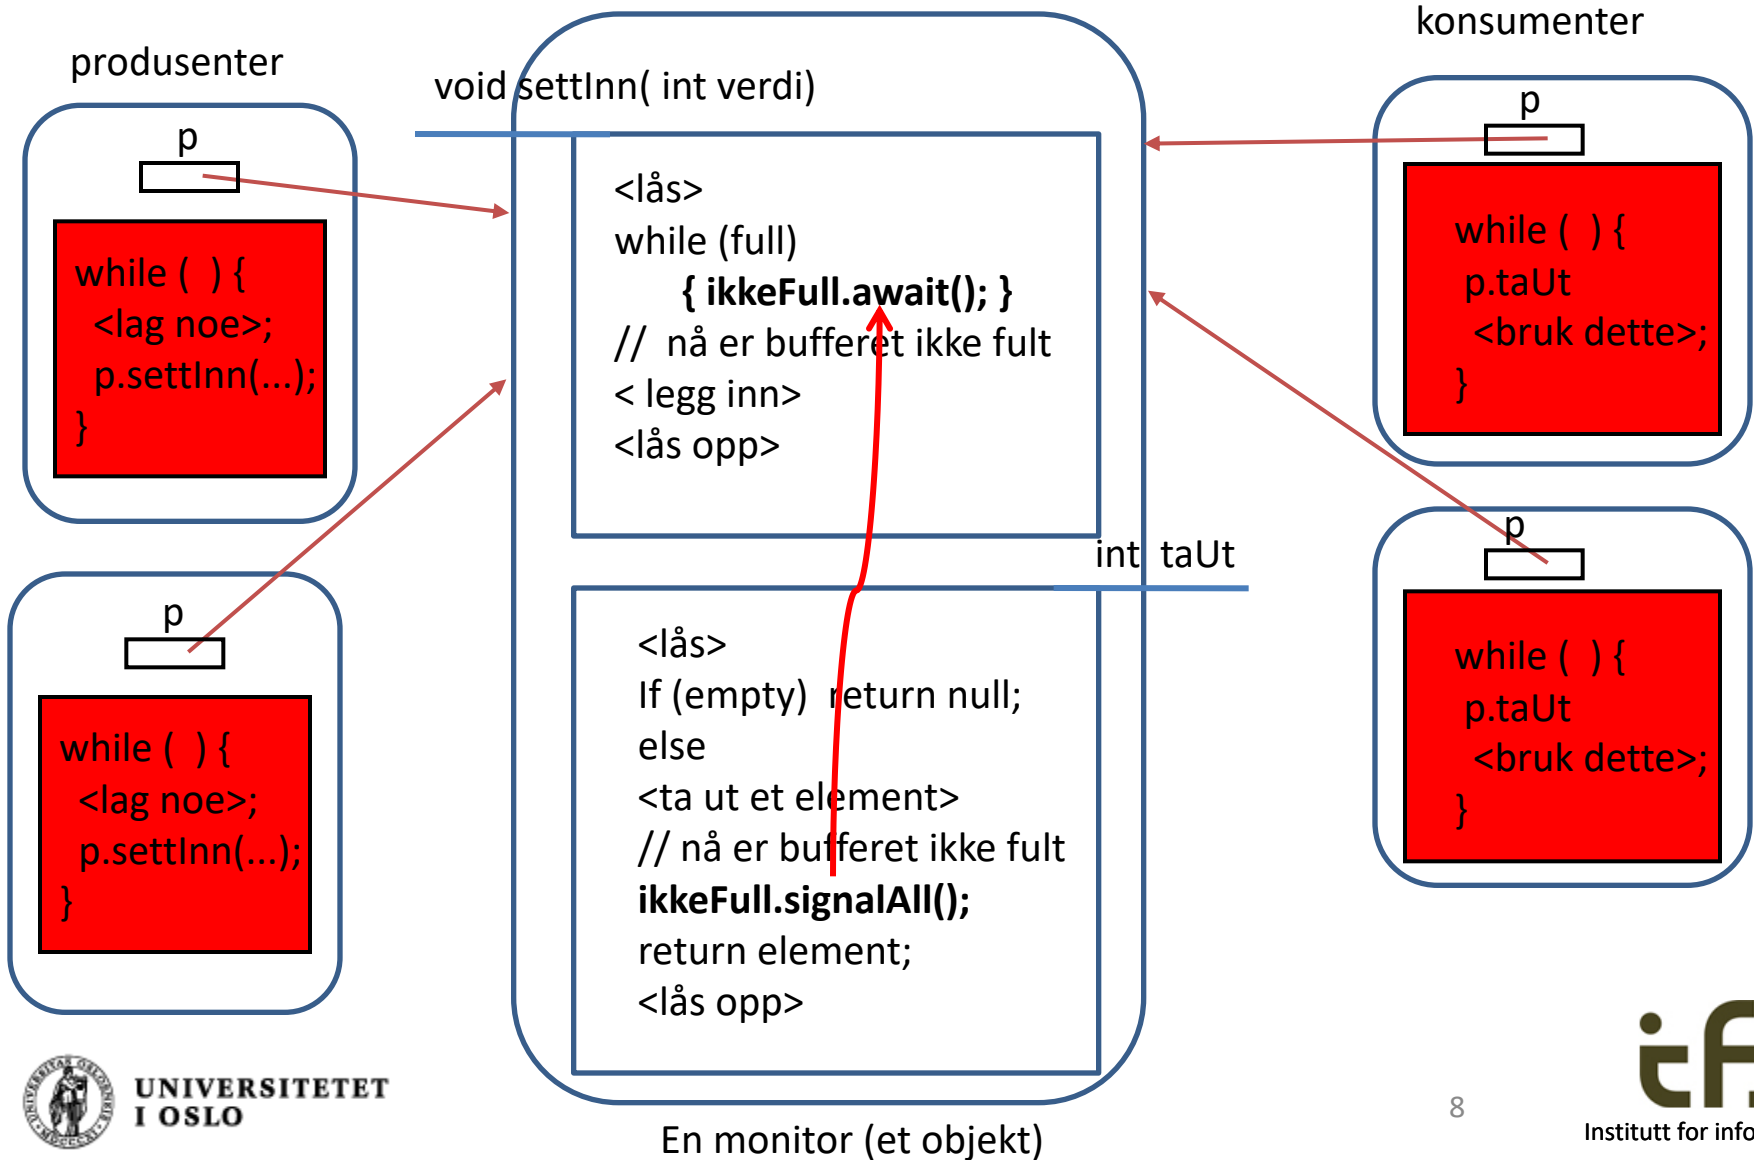 produsenter
p
while (  ) {
<lag noe>;
p.settInn(...);
}
p
while (  ) {
<lag noe>;
p.settInn(...);
}
void settInn( int verdi)
<lås>
while (full)
{ ikkeFull.await(); }
//  nå er bufferet ikke fult
< legg inn>
<lås opp>
int  taUt
<lås>
If (empty)  return null;
else
<ta ut et element>
// nå er bufferet ikke fult
ikkeFull.signalAll();
return element;
<lås opp>
En monitor (et objekt)
konsumenter
p
while (  ) {
p.taUt
<bruk dette>;
}
p
while (  ) {
p.taUt
<bruk dette>;
}
UNIVERSITETET
I OSLO
8
Institutt for info